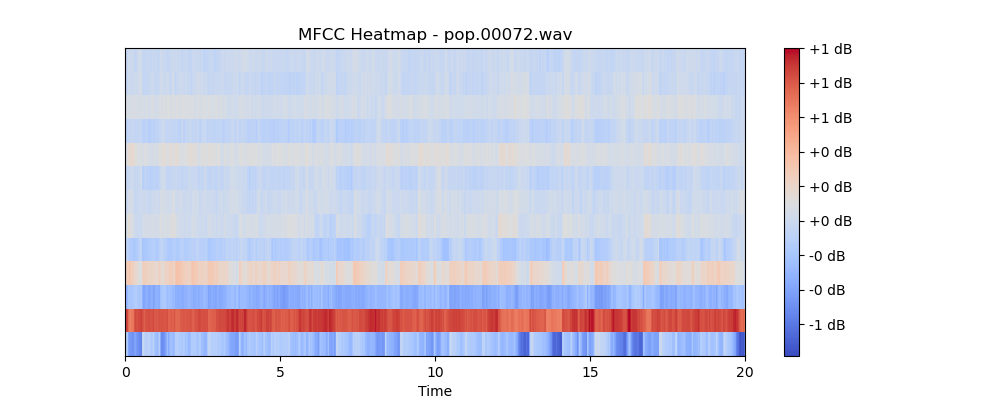 MFCC Heatmap - pop.00072.wav
+1 dB
+1 dB
+1 dB
+0 dB
+0 dB
+0 dB
-0 dB
-0 dB
-1 dB
0 5 10 15 20
Time